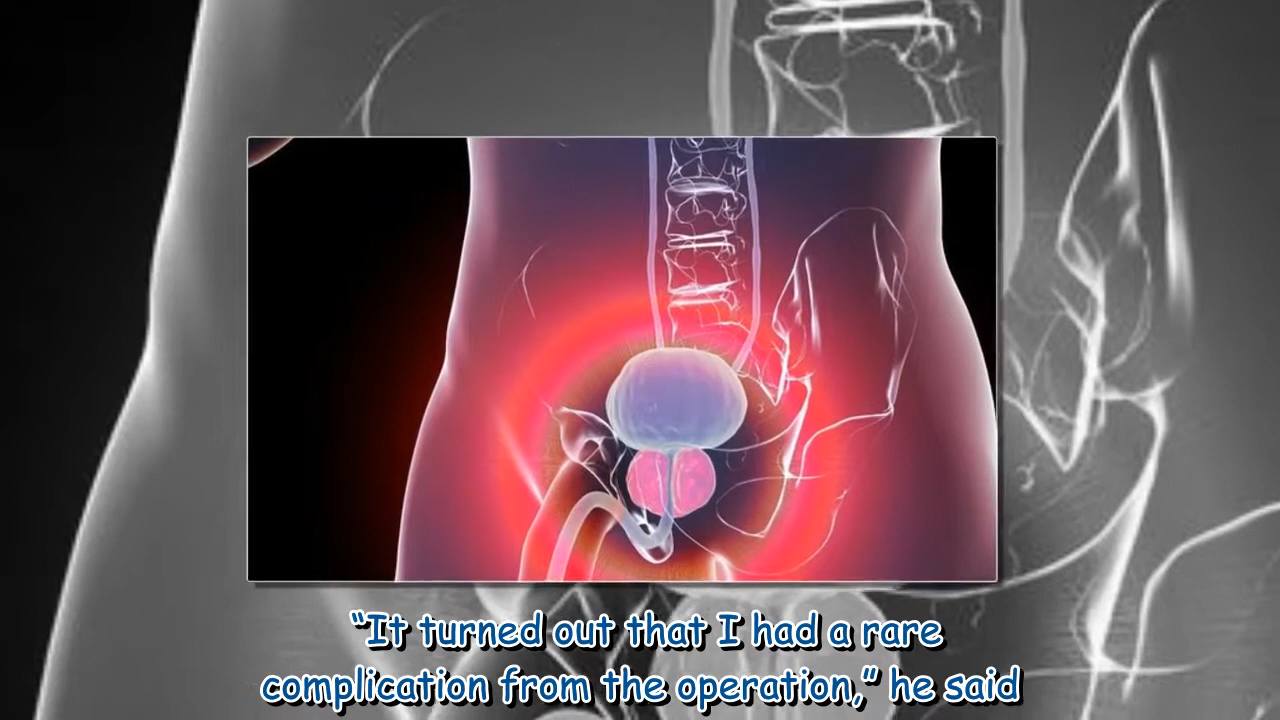 “It turned out that I had a rare
complication from the operation,” he said